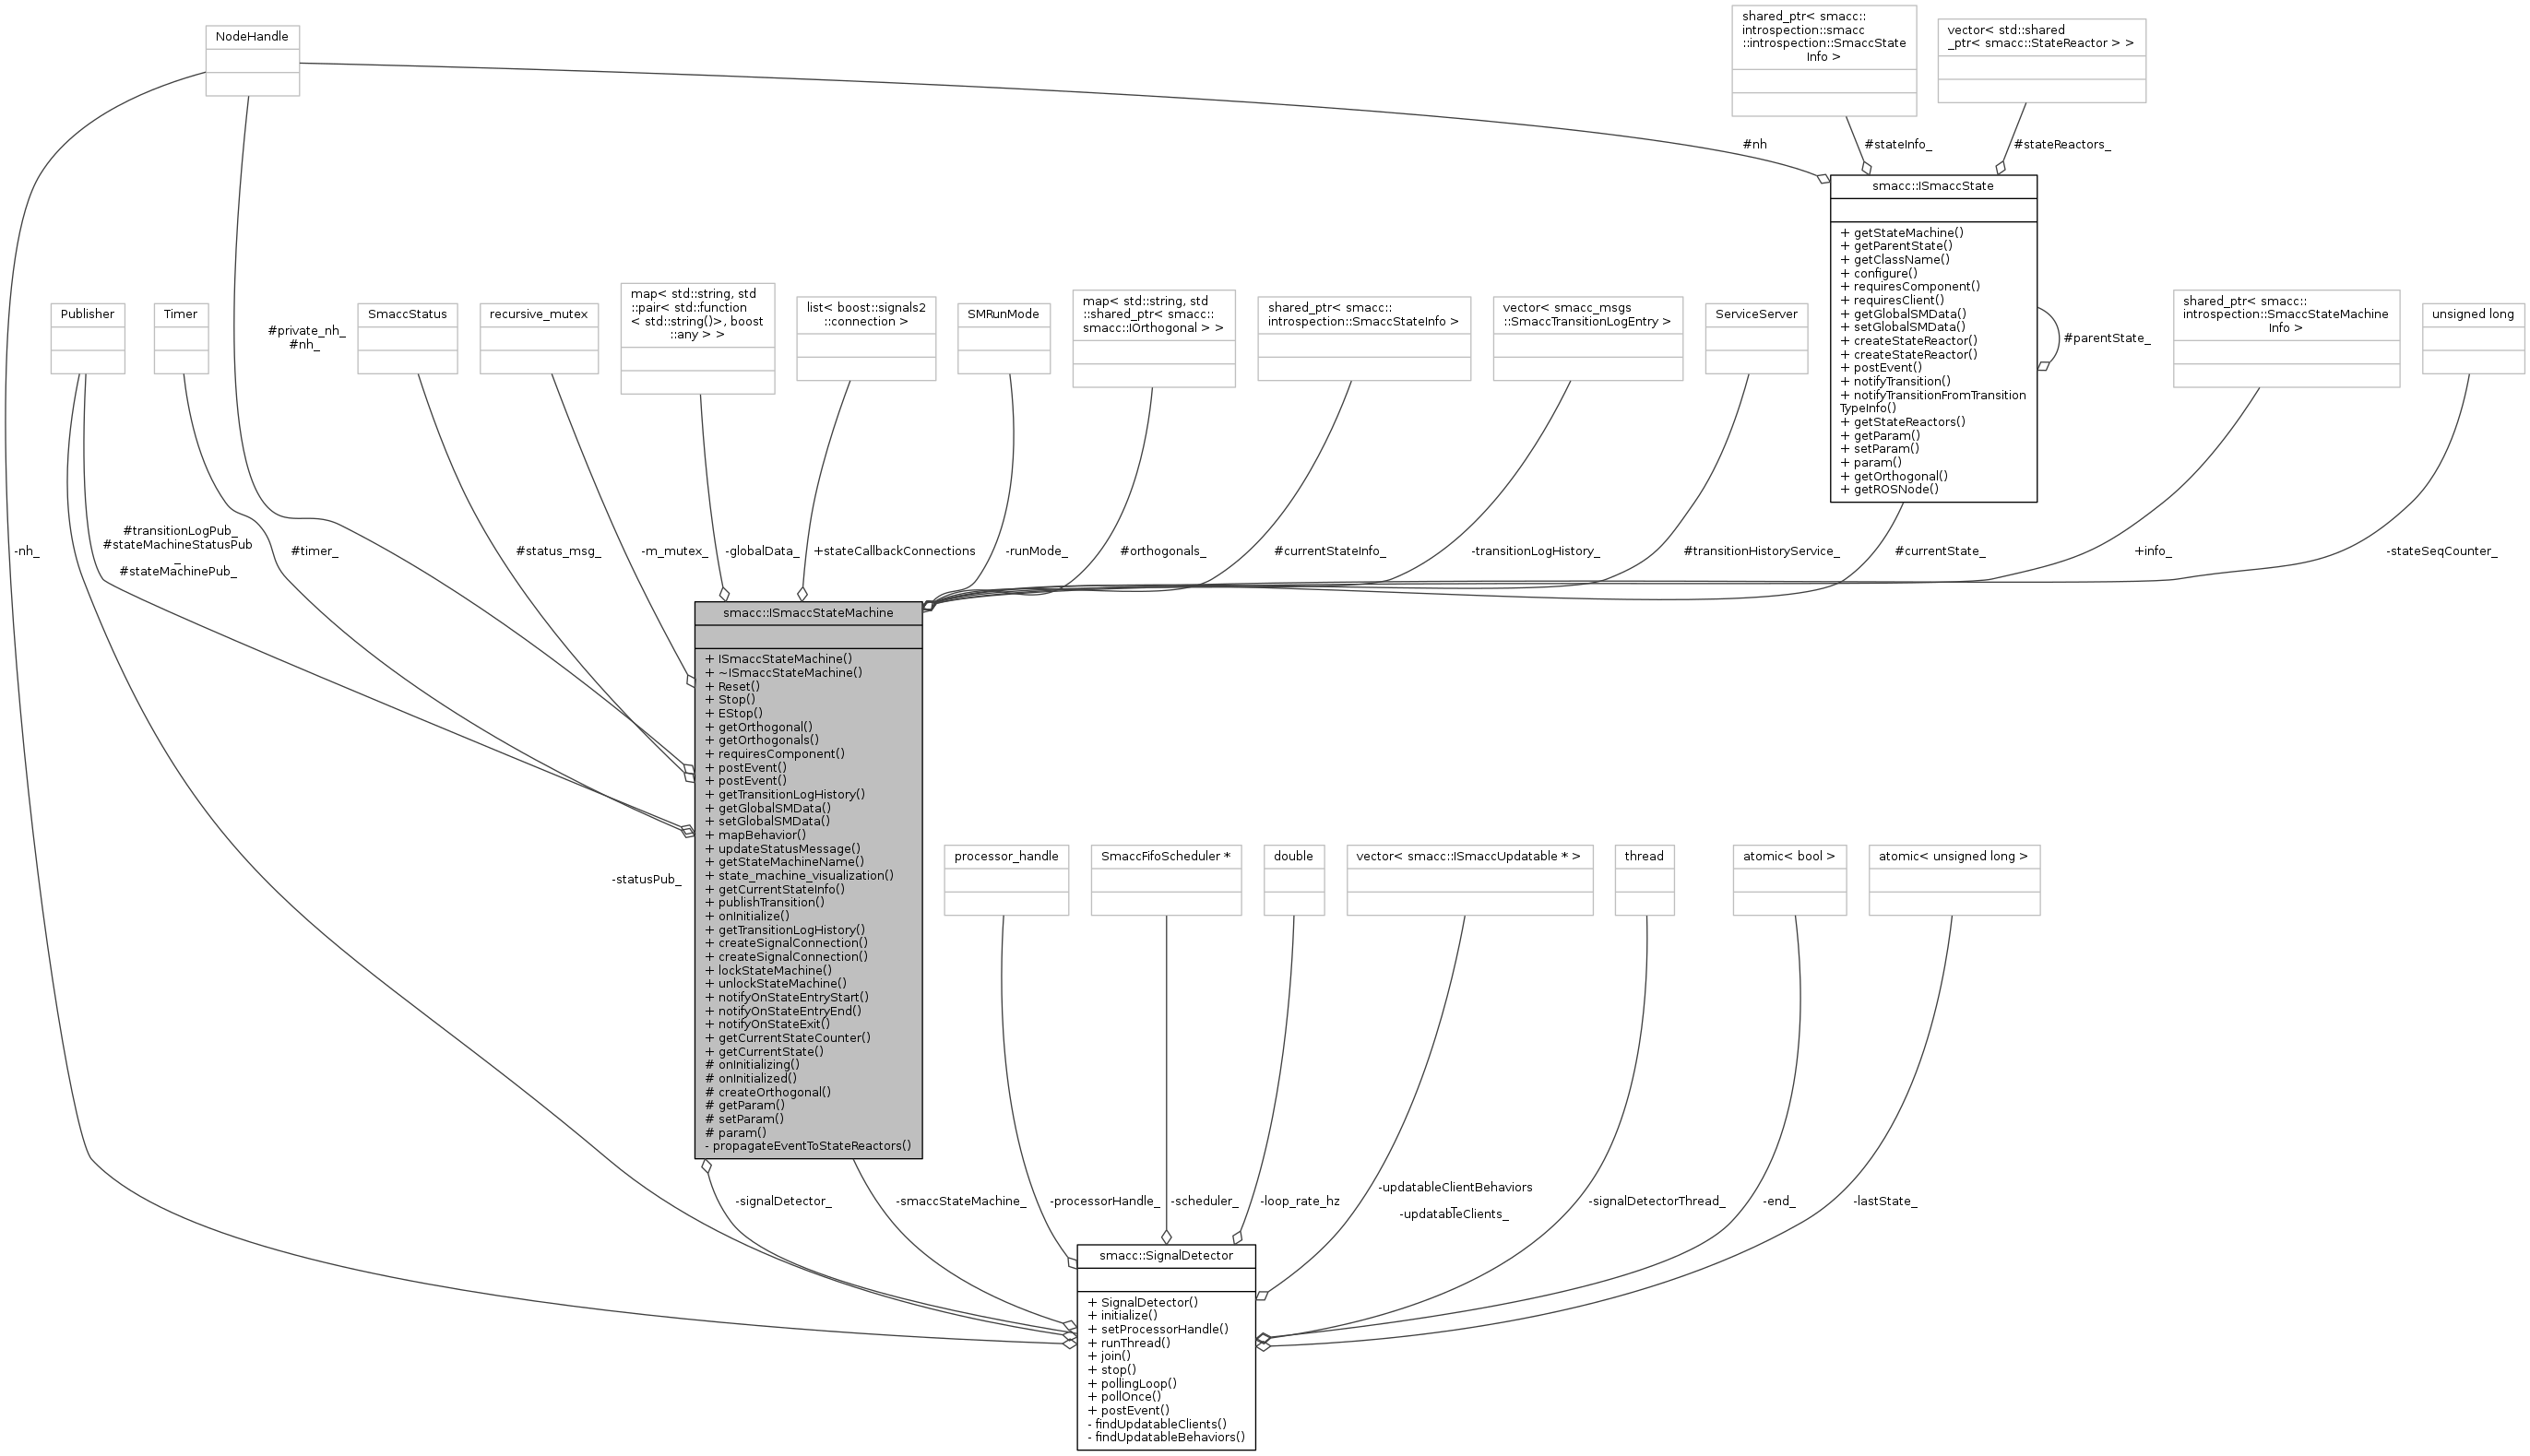 shared_ptr< smacc::
introspection::smacc
::introspection::SmaccState
Info >
vector< std::shared
_ptr< smacc::StateReactor > >
NodeHandle
#nh
#stateInfo_
#stateReactors_
smacc::ISmaccState
+ getStateMachine()
+ getParentState()
+ getClassName()
+ configure()
+ requiresComponent()
+ requiresClient()
+ getGlobalSMData()
+ setGlobalSMData()
+ createStateReactor()
+ createStateReactor()
+ postEvent()
+ notifyTransition()
+ notifyTransitionFromTransition
TypeInfo()
+ getStateReactors()
+ getParam()
+ setParam()
+ param()
+ getOrthogonal()
+ getROSNode()
#parentState_
#private_nh_
#nh_
Publisher
Timer
SmaccStatus
recursive_mutex
map< std::string, std
::pair< std::function
< std::string()>, boost
::any > >
list< boost::signals2
::connection >
SMRunMode
map< std::string, std
::shared_ptr< smacc::
smacc::IOrthogonal > >
shared_ptr< smacc::
introspection::SmaccStateInfo >
vector< smacc_msgs
::SmaccTransitionLogEntry >
ServiceServer
shared_ptr< smacc::
introspection::SmaccStateMachine
Info >
unsigned long
-nh_
#transitionLogPub_
#stateMachineStatusPub
_
#stateMachinePub_
#timer_
#status_msg_
-m_mutex_
-globalData_
+stateCallbackConnections
-runMode_
#orthogonals_
#currentStateInfo_
-transitionLogHistory_
#transitionHistoryService_
#currentState_
+info_
-stateSeqCounter_
smacc::ISmaccStateMachine
+ ISmaccStateMachine()
+ ~ISmaccStateMachine()
+ Reset()
+ Stop()
+ EStop()
+ getOrthogonal()
+ getOrthogonals()
+ requiresComponent()
+ postEvent()
+ postEvent()
+ getTransitionLogHistory()
+ getGlobalSMData()
+ setGlobalSMData()
+ mapBehavior()
+ updateStatusMessage()
+ getStateMachineName()
+ state_machine_visualization()
+ getCurrentStateInfo()
+ publishTransition()
+ onInitialize()
+ getTransitionLogHistory()
+ createSignalConnection()
+ createSignalConnection()
+ lockStateMachine()
+ unlockStateMachine()
+ notifyOnStateEntryStart()
+ notifyOnStateEntryEnd()
+ notifyOnStateExit()
+ getCurrentStateCounter()
+ getCurrentState()
# onInitializing()
# onInitialized()
# createOrthogonal()
# getParam()
# setParam()
# param()
- propagateEventToStateReactors()
-statusPub_
processor_handle
SmaccFifoScheduler *
double
vector< smacc::ISmaccUpdatable * >
thread
atomic< bool >
atomic< unsigned long >
-signalDetector_
-smaccStateMachine_
-processorHandle_
-scheduler_
-loop_rate_hz
-updatableClientBehaviors
_
-updatableClients_
-signalDetectorThread_
-end_
-lastState_
smacc::SignalDetector
+ SignalDetector()
+ initialize()
+ setProcessorHandle()
+ runThread()
+ join()
+ stop()
+ pollingLoop()
+ pollOnce()
+ postEvent()
- findUpdatableClients()
- findUpdatableBehaviors()